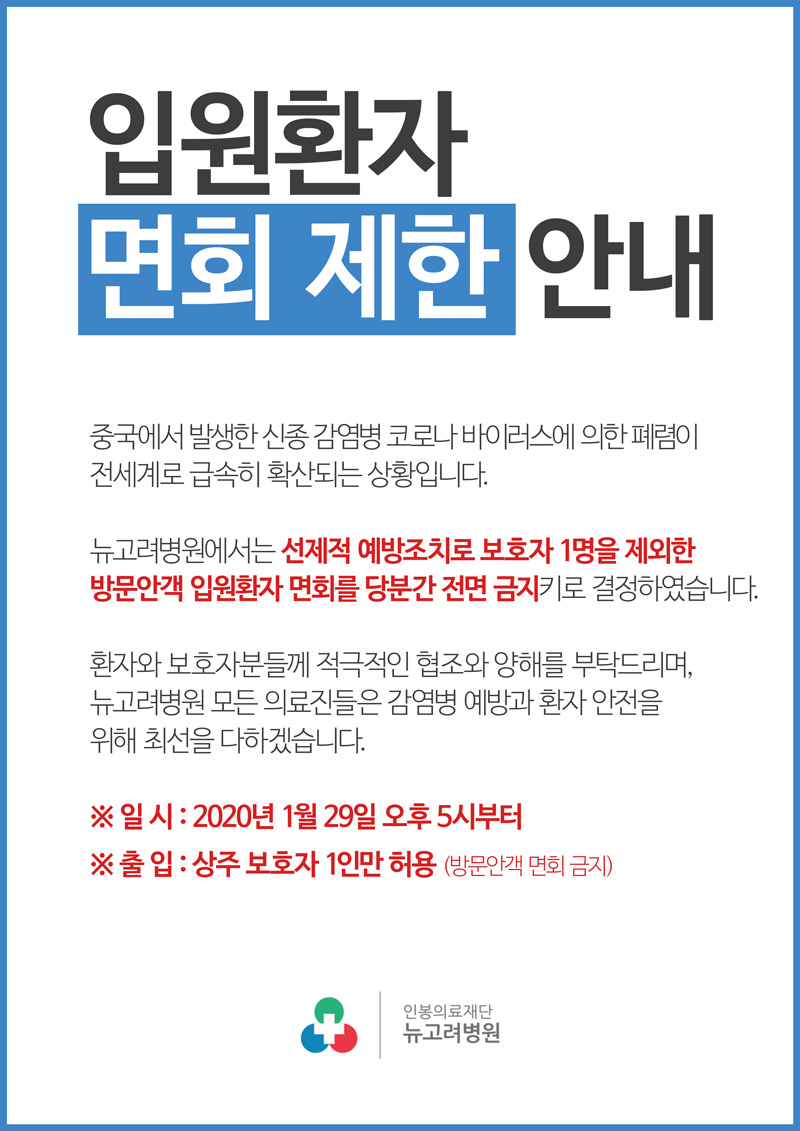 입원환자
면회 제한 안내
중국에서 발생한 신종 감염병 코로나 바이러스에 의한 폐렴이
전세계로 급속히 확산되는 상황입니다.
뉴고려병원에서는 선제적 예방조치로 보호자 1명을 제외한
방문안객 입원환자 면회를 당분간 전면 금지키로 결정하였습니다.
환자와 보호자분들께 적극적인 협조와 양해를 부탁드리며,
뉴고려병원 모든 의료진들은 감염병 예방과 환자 안전을
위해 최선을 다하겠습니다.
※ 일 시 : 2020년 1월 29일 오후 5시부터
※ 출 입 : 상주 보호자 1인만 허용 (방문안객 면회 금지)
인봉의료재단
뉴고려병원